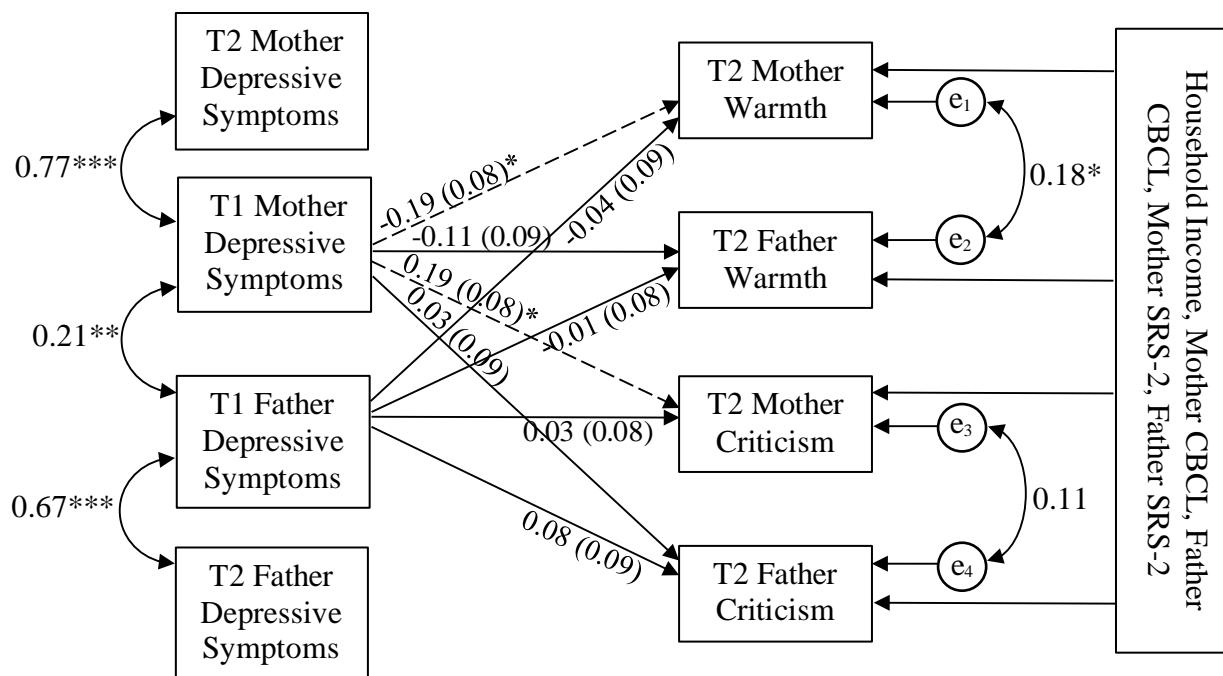 T2 Mother
Depressive
Symptoms
0.77***
T1 Mother
Depressive
Symptoms
0.21**
T1 Father
Depressive
Symptoms
0.67***
T2 Father
Depressive
Symptoms
-0.19 (0.08)*
-0.04 (0.09)
-0.11 (0.09)
0.19 (0.08)*
0.03 (0.09)
-0.01 (0.08)
0.03 (0.08)
0.08 (0.09)
T2 Mother
Warmth
T2 Father
Warmth
T2 Mother
Criticism
T2 Father
Criticism
e1
0.18*
e2
e3
0.11
e4
Household Income, Mother CBCL, Father
CBCL, Mother SRS-2, Father SRS-2